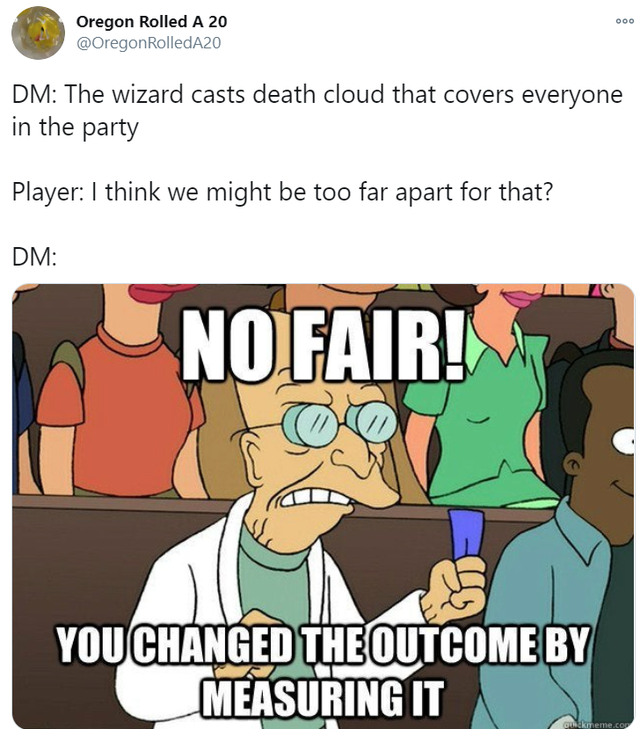 Oregon Rolled A 20
@OregonRolledA20
DM: The wizard casts death cloud that covers everyone
in the party
Player: I think we might be too far apart for that?
DM:
NO FAIR!
YOU CHANGED THE OUTCOME BY
MEASURING IT
quickmeme.com